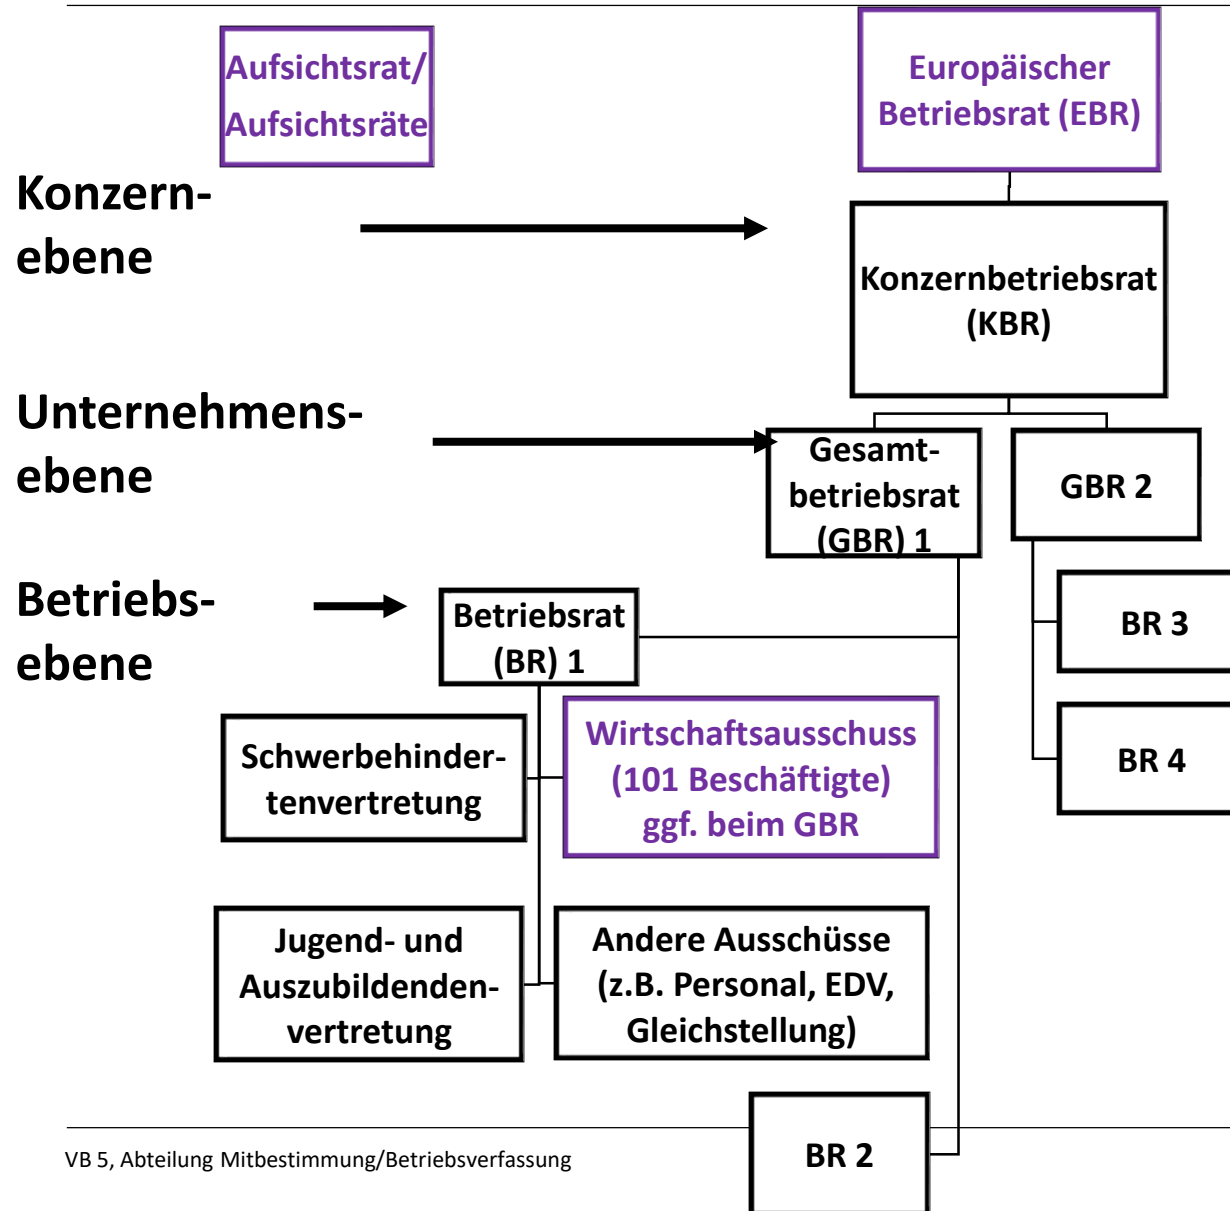 Aufsichtsrat/
Aufsichtsräte
Europäischer
Betriebsrat (EBR)
Konzern-
ebene
Konzernbetriebsrat
(KBR)
Unternehmens-
ebene
Gesamt-
betriebsrat
(GBR) 1
GBR 2
Betriebs-
ebene
Betriebsrat
(BR) 1
BR 3
Schwerbehinder-
tenvertretung
Wirtschaftsausschuss
(101 Beschäftigte)
ggf. beim GBR
BR 4
Jugend- und
Auszubildenden-
vertretung
Andere Ausschüsse
(z.B. Personal, EDV,
Gleichstellung)
BR 2
VB 5, Abteilung Mitbestimmung/Betriebsverfassung